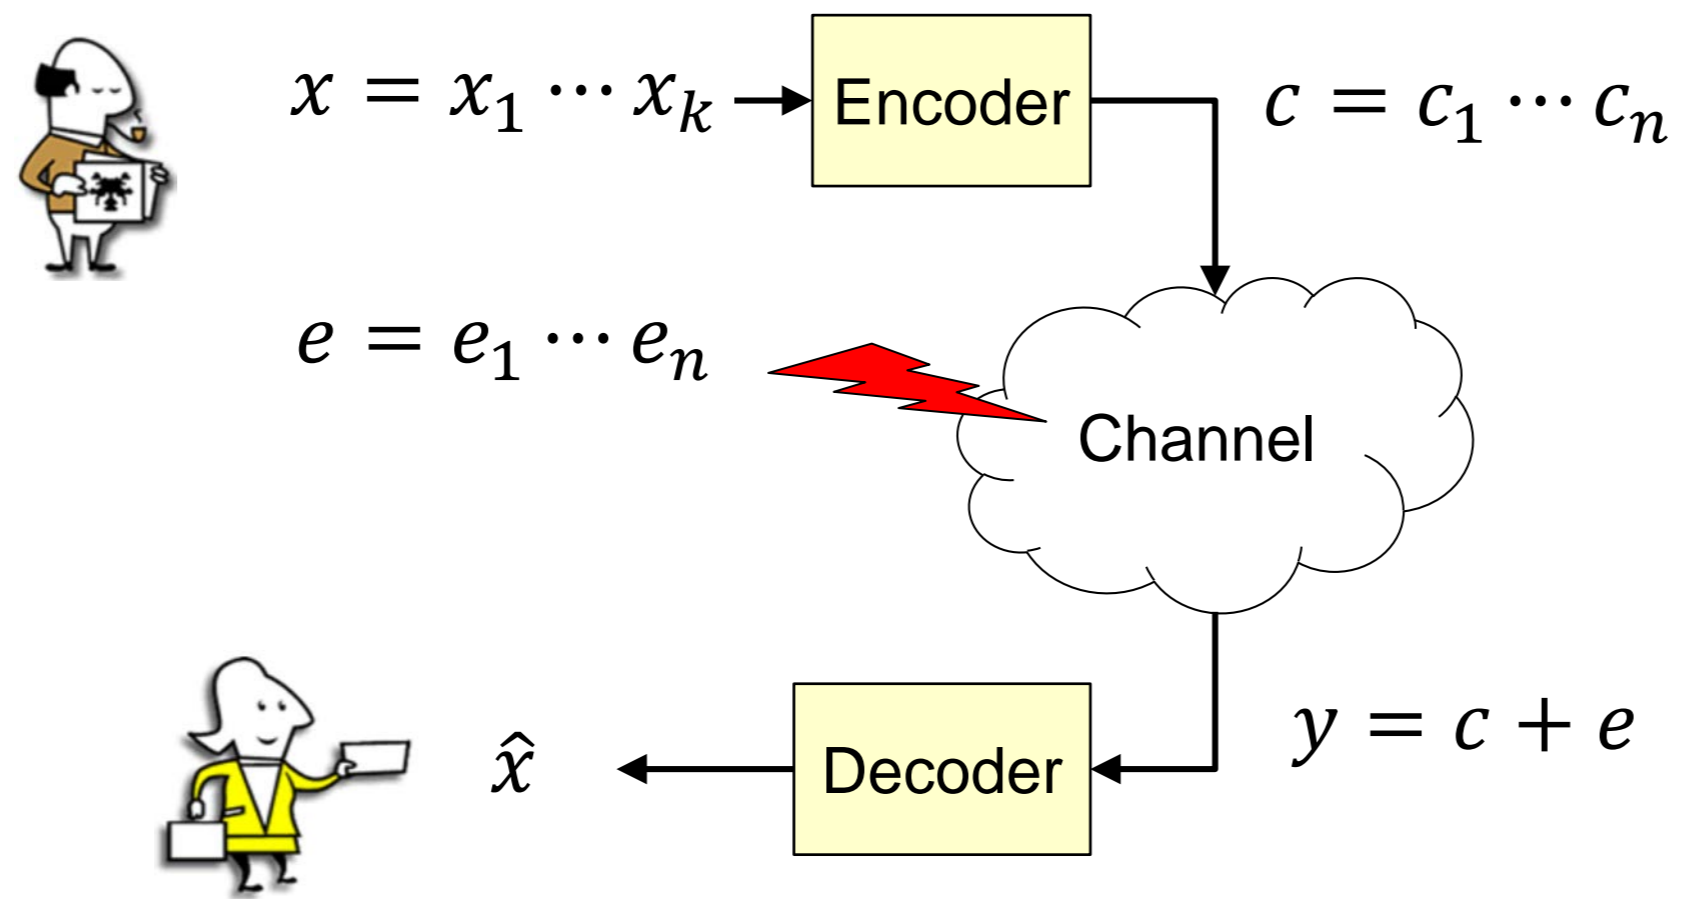 x = x₁ ⋯ xₖ
Encoder
c = c₁ ⋯ cₙ
e = e₁ ⋯ eₙ
Channel
y = c + e
x̂
Decoder